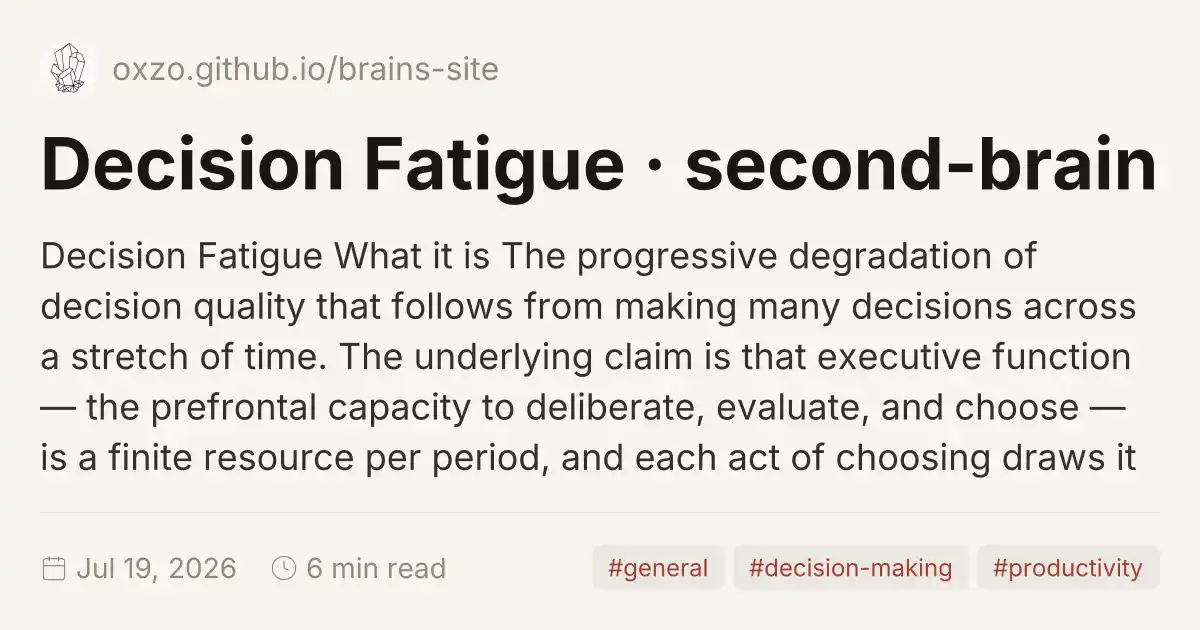 oxzo.github.io/brains-site
Decision Fatigue · second-brain
Decision Fatigue What it is The progressive degradation of
decision quality that follows from making many decisions across
a stretch of time. The underlying claim is that executive function
— the prefrontal capacity to deliberate, evaluate, and choose —
is a finite resource per period, and each act of choosing draws it
Jul 19, 2026 6 min read #general #decision-making #productivity